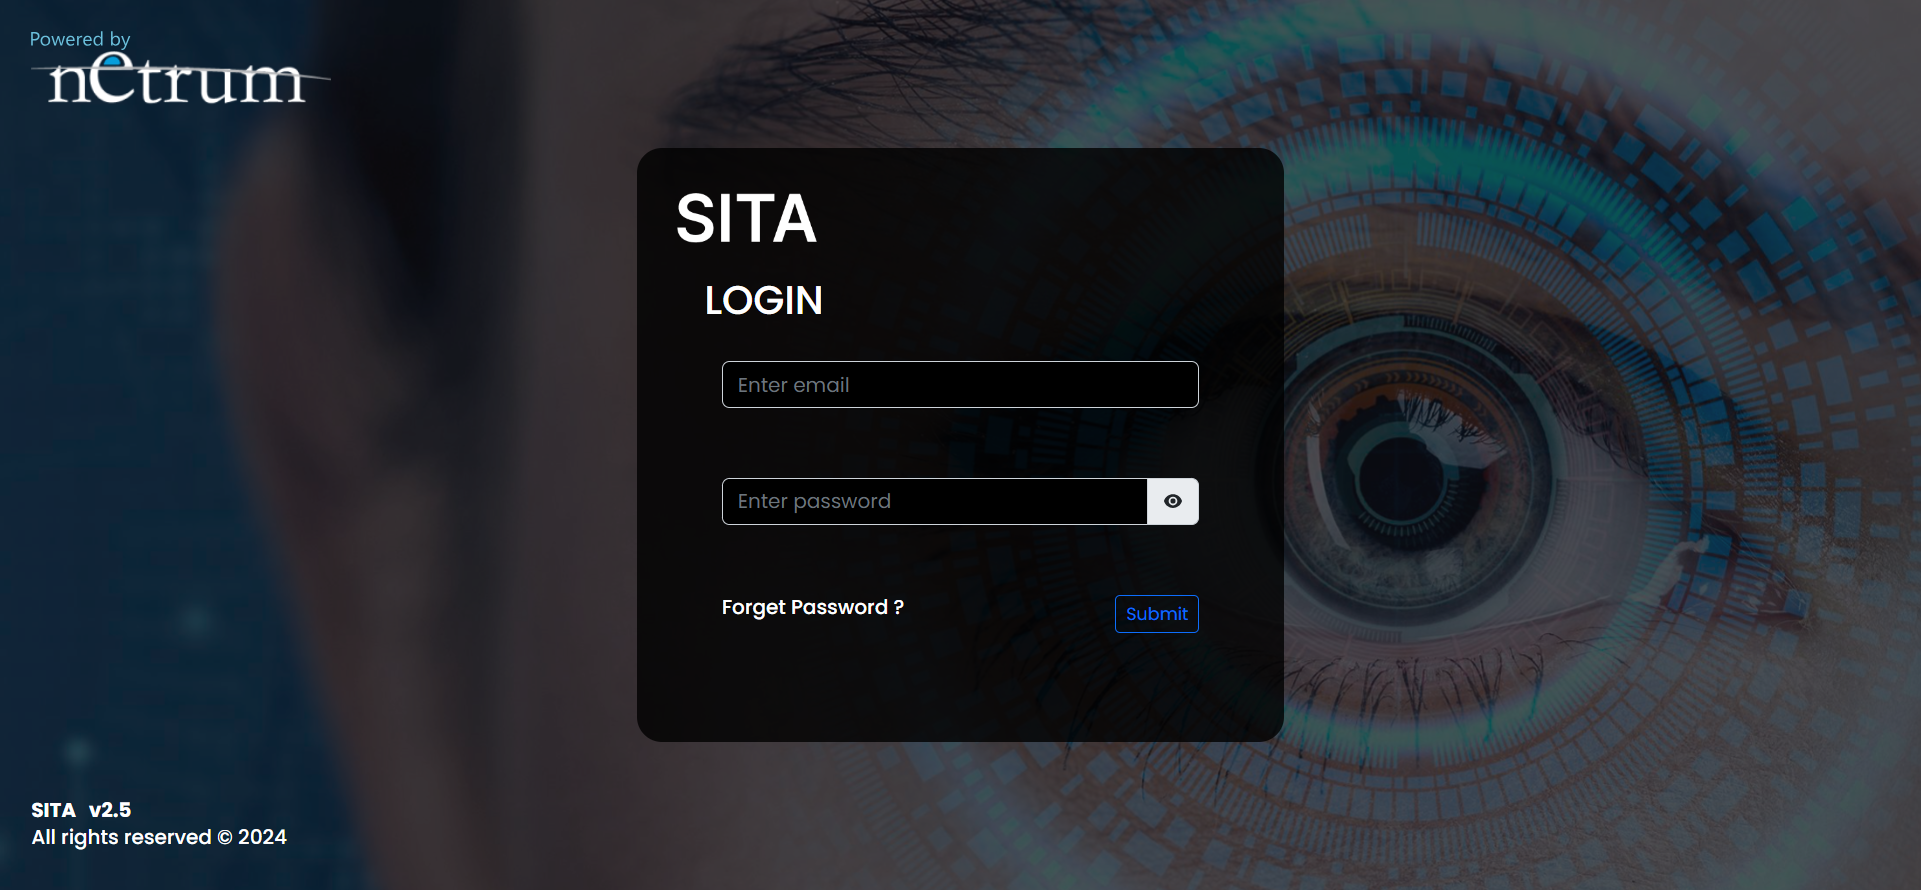 Powered by
netrum
SITA
LOGIN
Enter email
Enter password
Forget Password ?
Submit
SITA v2.5
All rights reserved © 2024